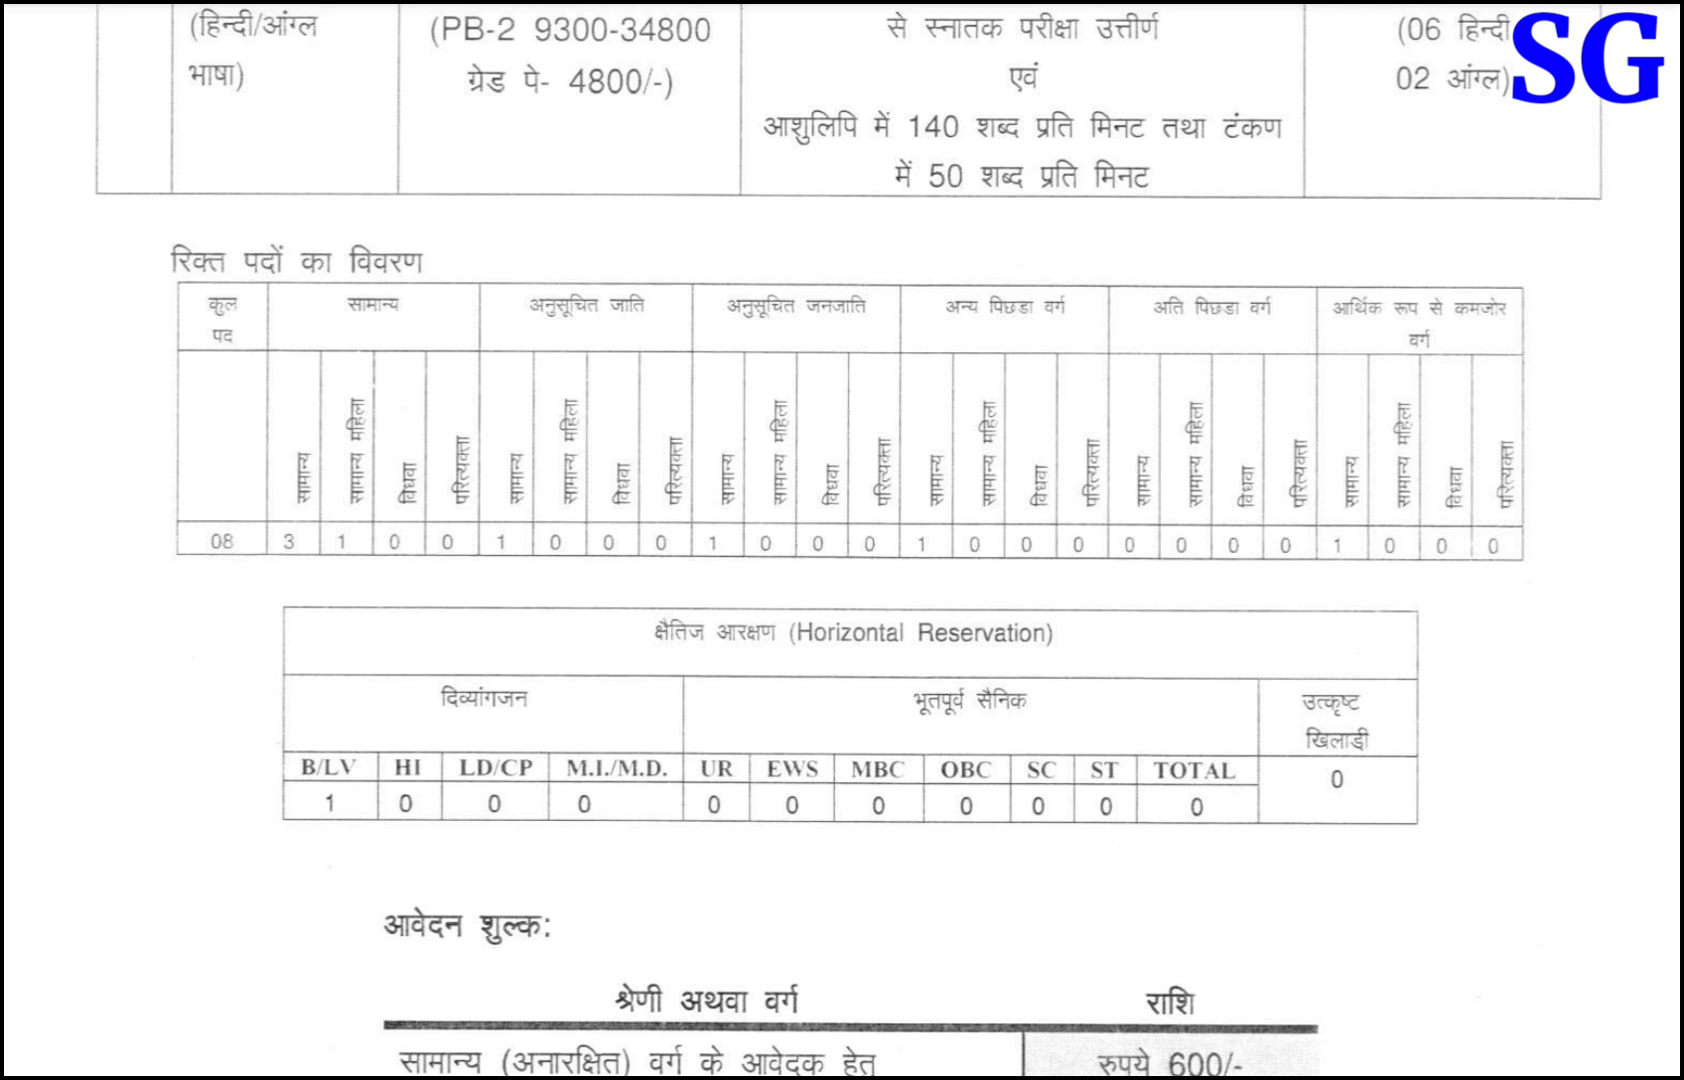 (हिन्दी/आंग्ल (PB-2 9300-34800 से स्नातक परीक्षा उत्तीर्ण (06 हिन्दी SG
भाषा) ग्रेड पे- 4800/-) एवं 02 आंग्ल)
आशुलिपि में 140 शब्द प्रति मिनट तथा टंकण
में 50 शब्द प्रति मिनट
रिक्त पदों का विवरण
कुल सामान्य अनुसूचित जाति अनुसूचित जनजाति अन्य पिछडा वर्ग अति पिछडा वर्ग आर्थिक रूप से कमजोर
पद वर्ग
सामान्य सामान्य महिला विधवा परित्यक्ता सामान्य सामान्य महिला विधवा परित्यक्ता सामान्य सामान्य महिला विधवा परित्यक्ता सामान्य सामान्य महिला विधवा परित्यक्ता सामान्य सामान्य महिला विधवा परित्यक्ता सामान्य सामान्य महिला विधवा परित्यक्ता
08 3 1 0 0 1 0 0 0 1 0 0 0 1 0 0 0 0 0 0 0 1 0 0 0
क्षैतिज आरक्षण (Horizontal Reservation)
दिव्यांगजन भूतपूर्व सैनिक उत्कृष्ट
खिलाडी
B/LV HI LD/CP M.I./M.D. UR EWS MBC OBC SC ST TOTAL 0
1 0 0 0 0 0 0 0 0 0 0
आवेदन शुल्क:
श्रेणी अथवा वर्ग राशि
सामान्य (अनारक्षित) वर्ग के आवेदक हेतु रुपये 600/-